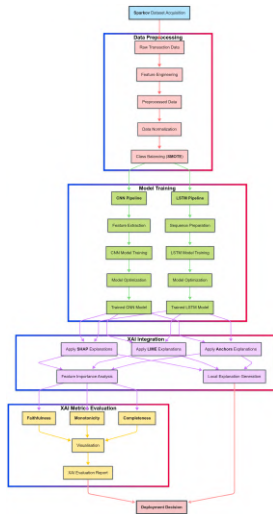 Sparkov Dataset Acquisition
Data Preprocessing
Raw Transaction Data
Feature Engineering
Preprocessed Data
Data Normalization
Class Balancing (SMOTE)
Model Training
CNN Pipeline
LSTM Pipeline
Feature Extraction
Sequence Preparation
CNN Model Training
LSTM Model Training
Model Optimization
Model Optimization
Trained CNN Model
Trained LSTM Model
XAI Integration
Apply SHAP Explanations
Apply LIME Explanations
Apply Anchors Explanations
Feature Importance Analysis
Local Explanation Generation
XAI Metrics Evaluation
Faithfulness
Monotonicity
Completeness
Visualization
XAI Evaluation Report
Deployment Decision